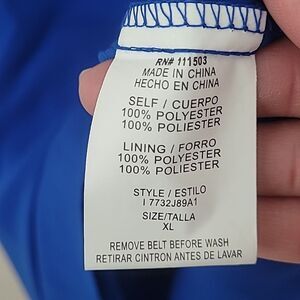 RN# 111503
MADE IN CHINA
HECHO EN CHINA
SELF / CUERPO
100% POLYESTER
100% POLIESTER
LINING / FORRO
100% POLYESTER
100% POLIESTER
STYLE / ESTILO
I 7732J89A1
SIZE/TALLA
XL
REMOVE BELT BEFORE WASH
RETIRAR CINTRON ANTES DE LAVAR